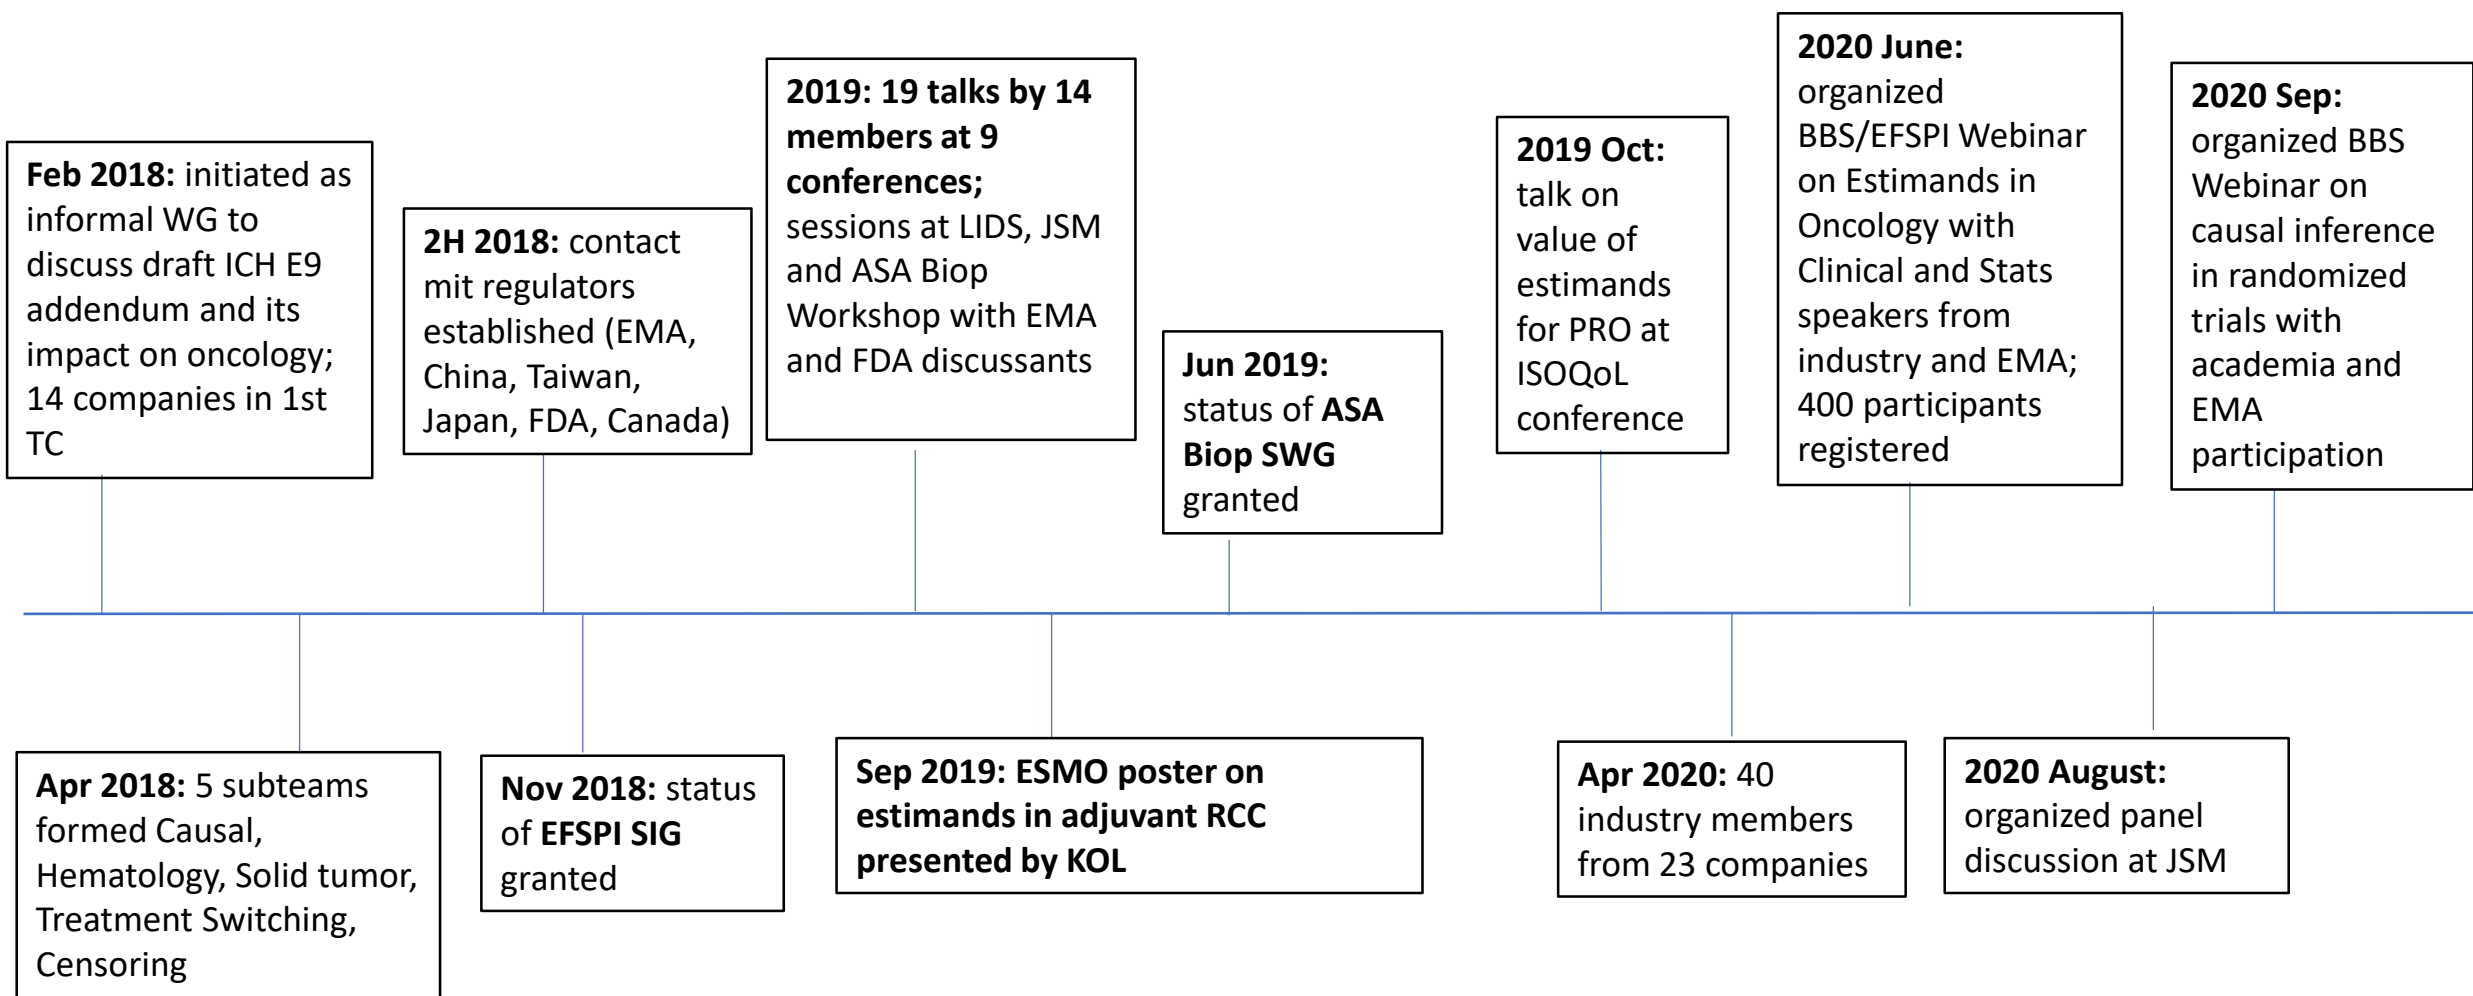 Feb 2018: initiated as
informal WG to
discuss draft ICH E9
addendum and its
impact on oncology;
14 companies in 1st
TC
2H 2018: contact
mit regulators
established (EMA,
China, Taiwan,
Japan, FDA, Canada)
2019: 19 talks by 14
members at 9
conferences;
sessions at LIDS, JSM
and ASA Biop
Workshop with EMA
and FDA discussants
Jun 2019:
status of ASA
Biop SWG
granted
2019 Oct:
talk on
value of
estimands
for PRO at
ISOQoL
conference
2020 June:
organized
BBS/EFSPI Webinar
on Estimands in
Oncology with
Clinical and Stats
speakers from
industry and EMA;
400 participants
registered
2020 Sep:
organized BBS
Webinar on
causal inference
in randomized
trials with
academia and
EMA
participation
Apr 2018: 5 subteams
formed Causal,
Hematology, Solid tumor,
Treatment Switching,
Censoring
Nov 2018: status
of EFSPI SIG
granted
Sep 2019: ESMO poster on
estimands in adjuvant RCC
presented by KOL
Apr 2020: 40
industry members
from 23 companies
2020 August:
organized panel
discussion at JSM